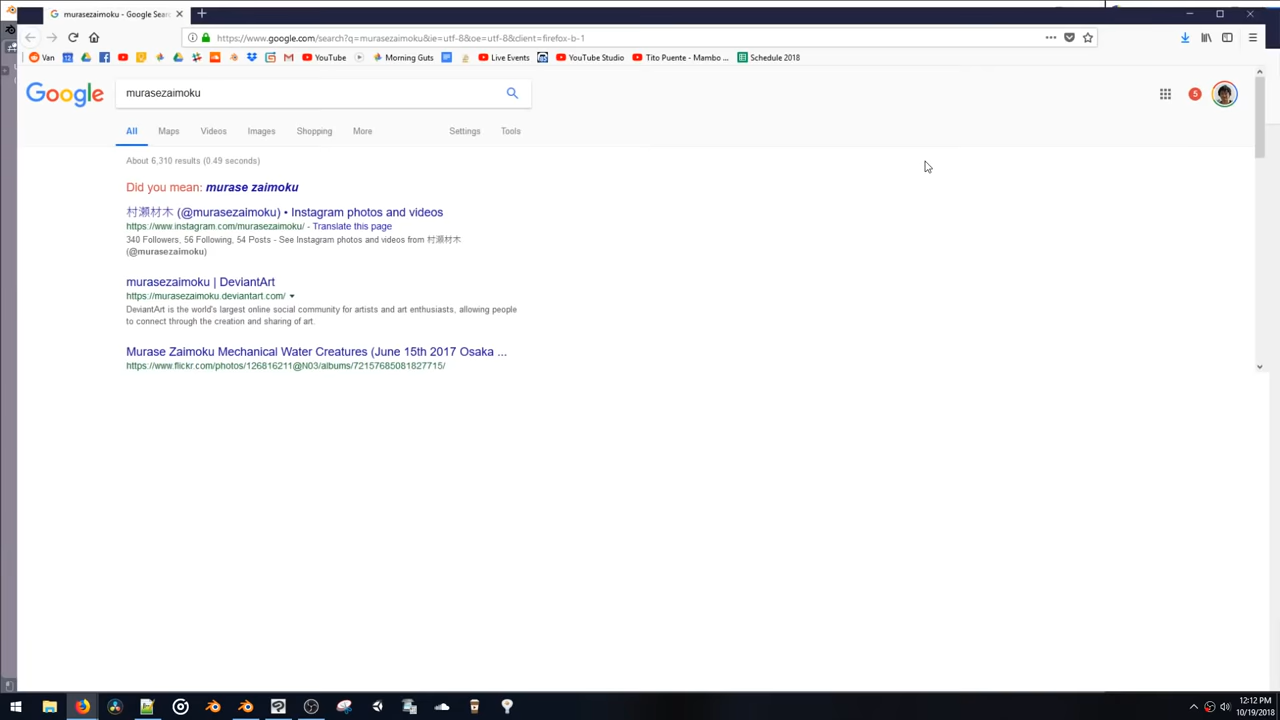 murasezaimoku - Google Sear
https://www.google.com/search?q=murasezaimoku&ie=utf-8&oe=utf-8&client=firefox-b-1
Van YouTube Morning Guts Live Events YouTube Studio Tito Puente - Mambo ... Schedule 2018
Google murasezaimoku 5
All Maps Videos Images Shopping More Settings Tools
About 6,310 results (0.49 seconds)
Did you mean: murase zaimoku
村瀬材木 (@murasezaimoku) • Instagram photos and videos
https://www.instagram.com/murasezaimoku/ - Translate this page
340 Followers, 56 Following, 54 Posts - See Instagram photos and videos from 村瀬材木
(@murasezaimoku)
murasezaimoku | DeviantArt
https://murasezaimoku.deviantart.com/
DeviantArt is the world's largest online social community for artists and art enthusiasts, allowing people
to connect through the creation and sharing of art.
Murase Zaimoku Mechanical Water Creatures (June 15th 2017 Osaka ...
https://www.flickr.com/photos/126816211@N03/albums/72157685081827715/
12:12 PM
10/19/2018